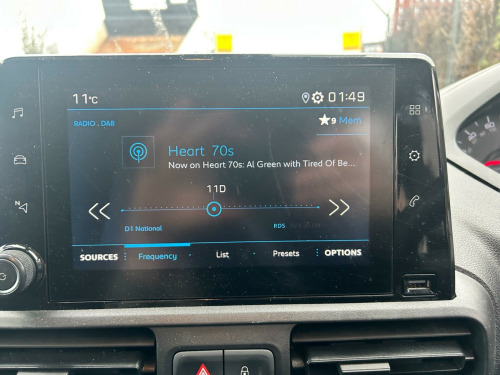 11°C 01:49
RADIO . DAB ★9 Mem
Heart 70s
Now on Heart 70s: Al Green with Tired Of Be...
11D
D1 National RDS
SOURCES Frequency List Presets OPTIONS
N